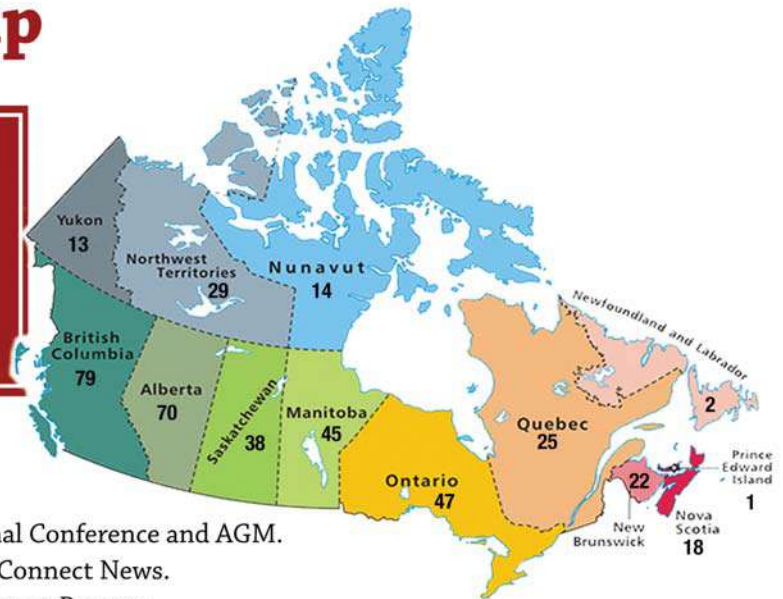 p
Yukon
13
Northwest
Territories
29
Nunavut
14
British
Columbia
79
Alberta
70
Saskatchewan
38
Manitoba
45
Ontario
47
Quebec
25
Newfoundland and Labrador
2
22
New
Brunswick
Prince
Edward
Island
1
Nova
Scotia
18
al Conference and AGM.
Connect News.